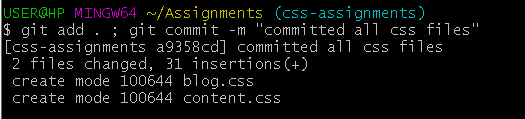 USER@HP MINGW64 ~/Assignments (css-assignments)
$ git add . ; git commit -m "committed all css files"
[css-assignments a9358cd] committed all css files
 2 files changed, 31 insertions(+)
 create mode 100644 blog.css
 create mode 100644 content.css